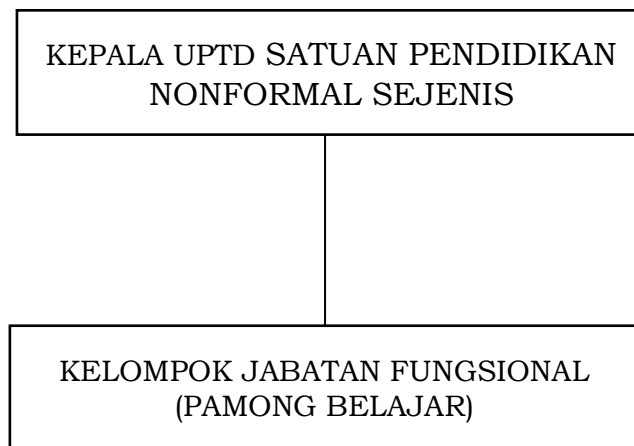 KEPALA UPTD SATUAN PENDIDIKAN
NONFORMAL SEJENIS
KELOMPOK JABATAN FUNGSIONAL
(PAMONG BELAJAR)